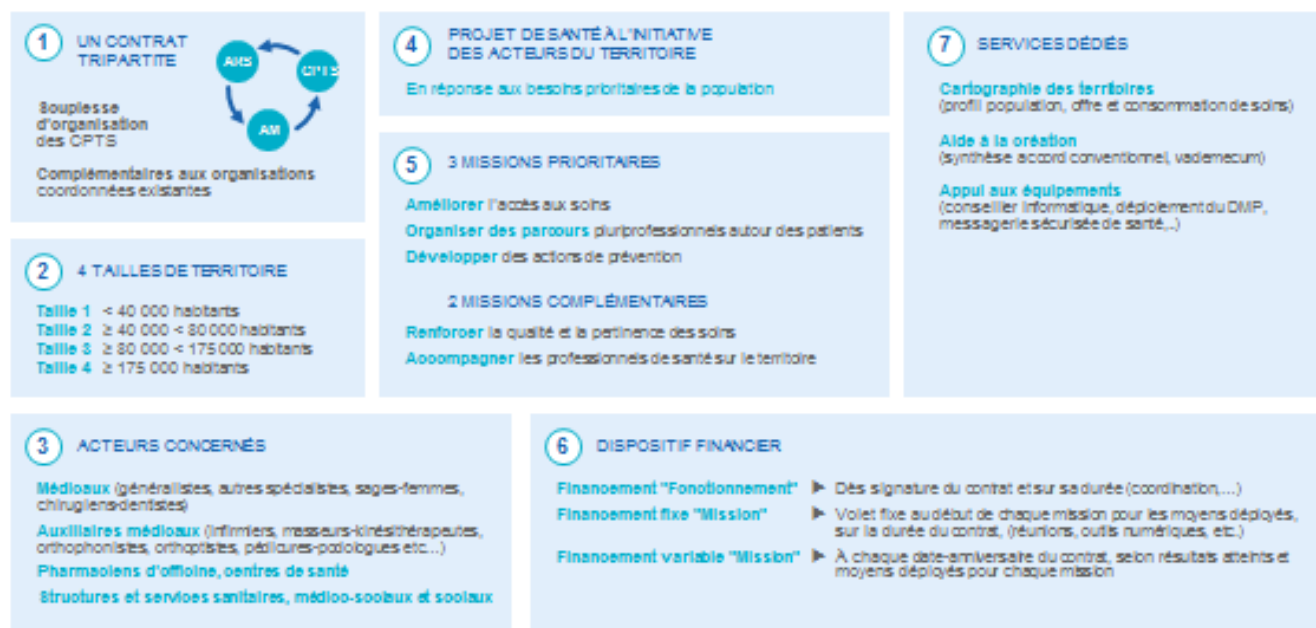 1 UN CONTRAT
TRIPARTITE
ARS
CPTS
AM
Souplesse
d'organisation
des CPTS
Complémentaires aux organisations
coordonnées existantes
2 4 TAILLES DE TERRITOIRE
Taille 1 < 40 000 habitants
Taille 2 ≥ 40 000 < 80 000 habitants
Taille 3 ≥ 80 000 < 175 000 habitants
Taille 4 ≥ 175 000 habitants
3 ACTEURS CONCERNÉS
Médicaux (généralistes, autres spécialistes, sages-femmes,
chirugiens-dentistes)
Auxiliaires médicaux (infirmiers, masseurs-kinésithérapeutes,
orthophonistes, orthoptistes, pédicures-podologues etc...)
Pharmaciens d'officine, centres de santé
Structures et services sanitaires, médico-sociaux et sociaux
4 PROJET DE SANTÉ À L'INITIATIVE
DES ACTEURS DU TERRITOIRE
En réponse aux besoins prioritaires de la population
5 3 MISSIONS PRIORITAIRES
Améliorer l'accès aux soins
Organiser des parcours pluriprofessionnels autour des patients
Développer des actions de prévention
2 MISSIONS COMPLÉMENTAIRES
Renforcer la qualité et la pertinence des soins
Accompagner les professionnels de santé sur le territoire
6 DISPOSITIF FINANCIER
Financement "Fonctionnement" ▶ Dès signature du contrat et sur sa durée (coordination,...)
Financement fixe "Mission" ▶ Volet fixe au début de chaque mission pour les moyens déployés,
sur la durée du contrat, (réunions, outils numériques, etc.)
Financement variable "Mission" ▶ À chaque date-anniversaire du contrat, selon résultats atteints et
moyens déployés pour chaque mission
7 SERVICES DÉDIÉS
Cartographie des territoires
(profil population, offre et consommation de soins)
Aide à la création
(synthèse accord conventionnel, vademecum)
Appui aux équipements
(conseiller informatique, déploiement du DMP,
messagerie sécurisée de santé,..)